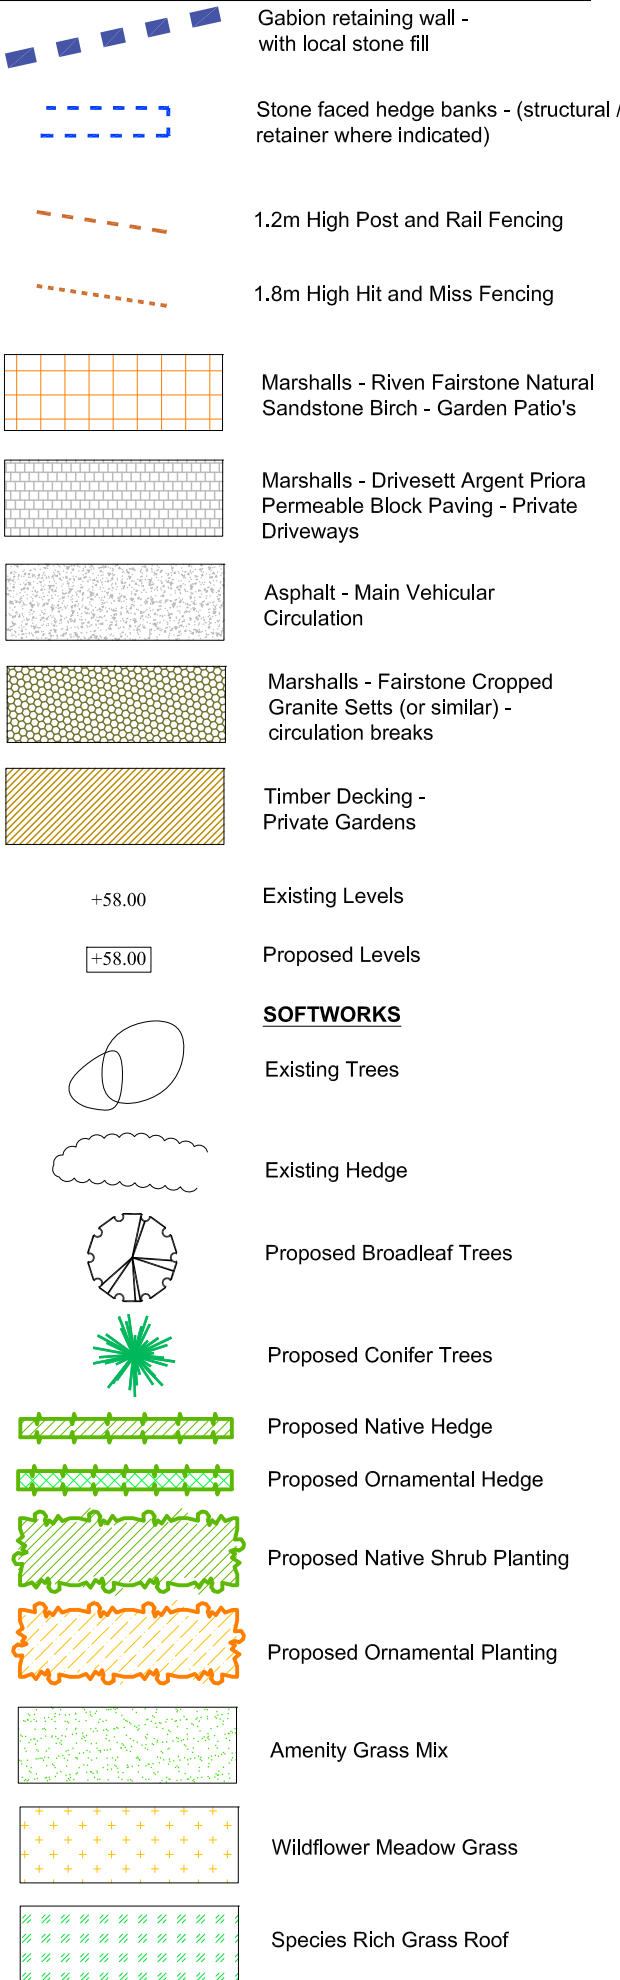 Gabion retaining wall -
with local stone fill
Stone faced hedge banks - (structural /
retainer where indicated)
1.2m High Post and Rail Fencing
1.8m High Hit and Miss Fencing
Marshalls - Riven Fairstone Natural
Sandstone Birch - Garden Patio's
Marshalls - Drivesett Argent Priora
Permeable Block Paving - Private
Driveways
Asphalt - Main Vehicular
Circulation
Marshalls - Fairstone Cropped
Granite Setts (or similar) -
circulation breaks
Timber Decking -
Private Gardens
+58.00 Existing Levels
+58.00 Proposed Levels
SOFTWORKS
Existing Trees
Existing Hedge
Proposed Broadleaf Trees
Proposed Conifer Trees
Proposed Native Hedge
Proposed Ornamental Hedge
Proposed Native Shrub Planting
Proposed Ornamental Planting
Amenity Grass Mix
Wildflower Meadow Grass
Species Rich Grass Roof